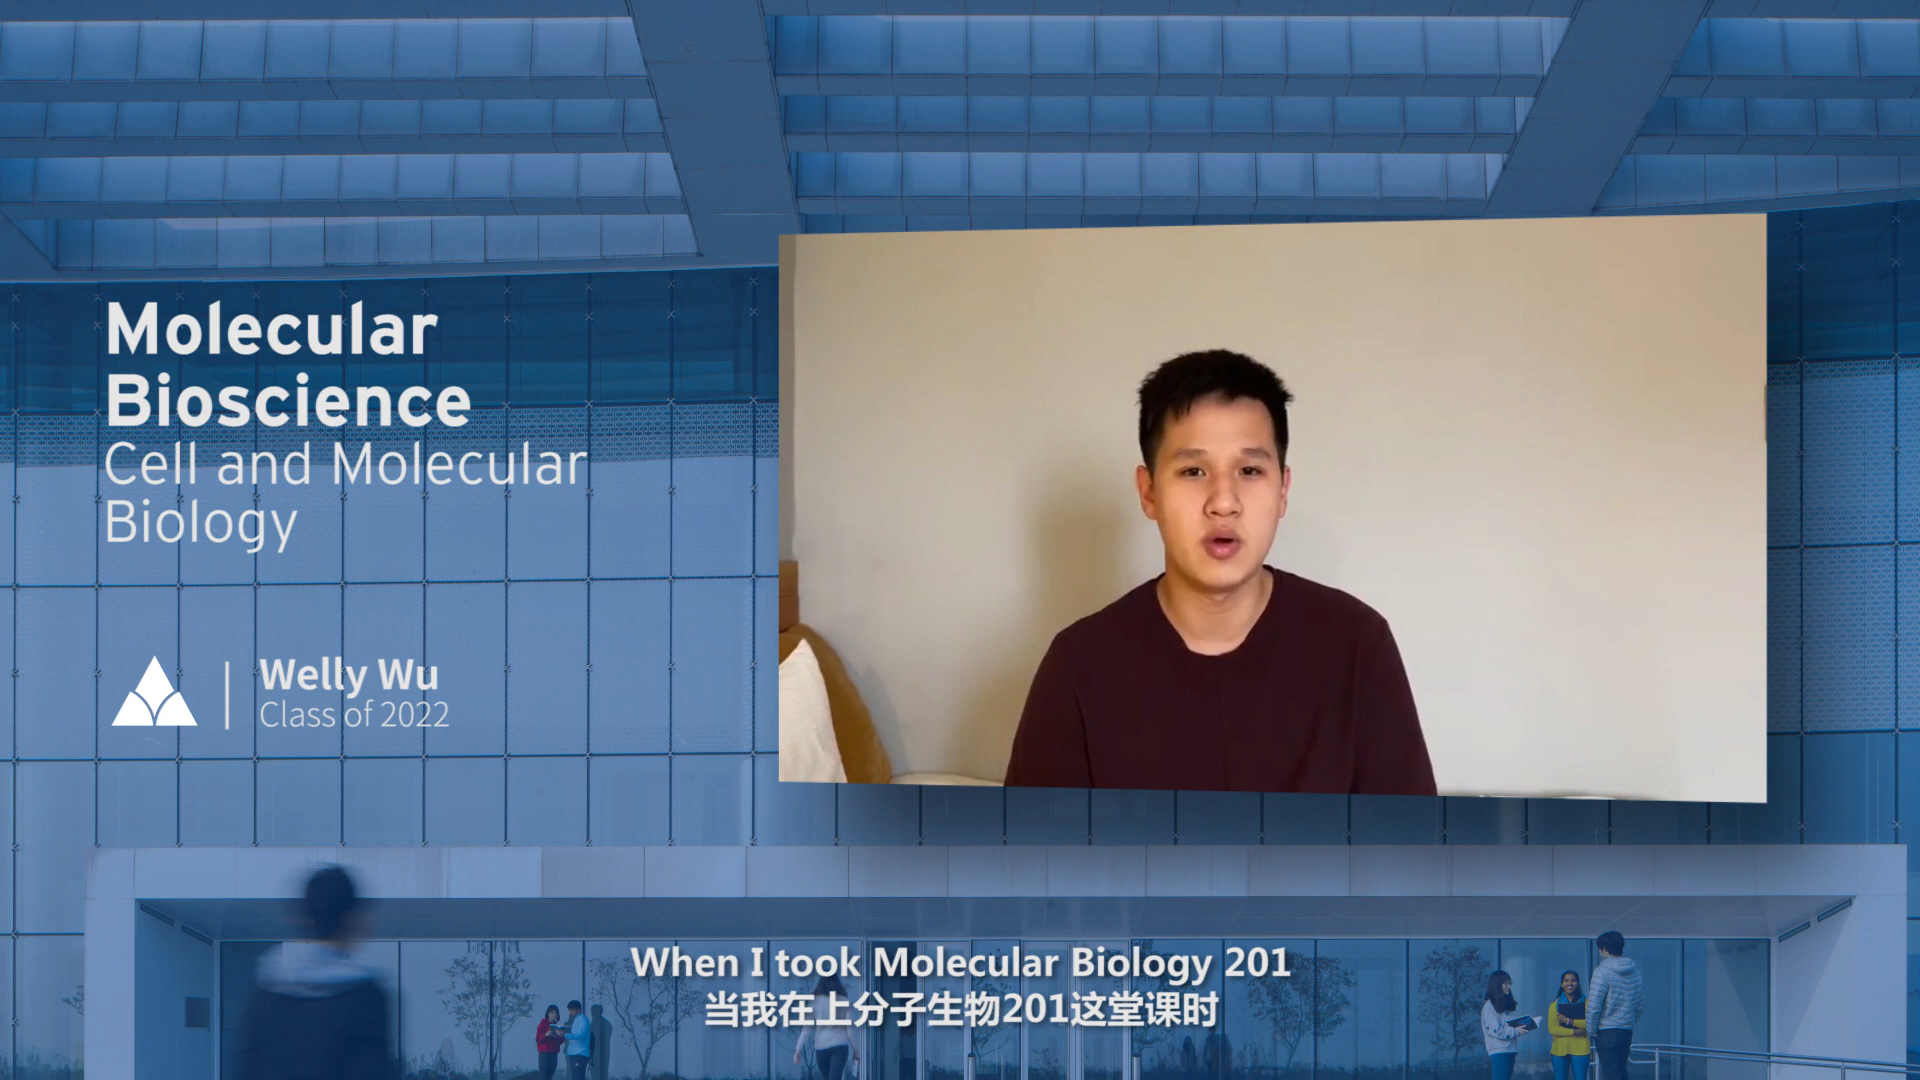 Molecular
Bioscience
Cell and Molecular
Biology
Welly Wu
Class of 2022
When I took Molecular Biology 201
当我在上分子生物201这堂课时